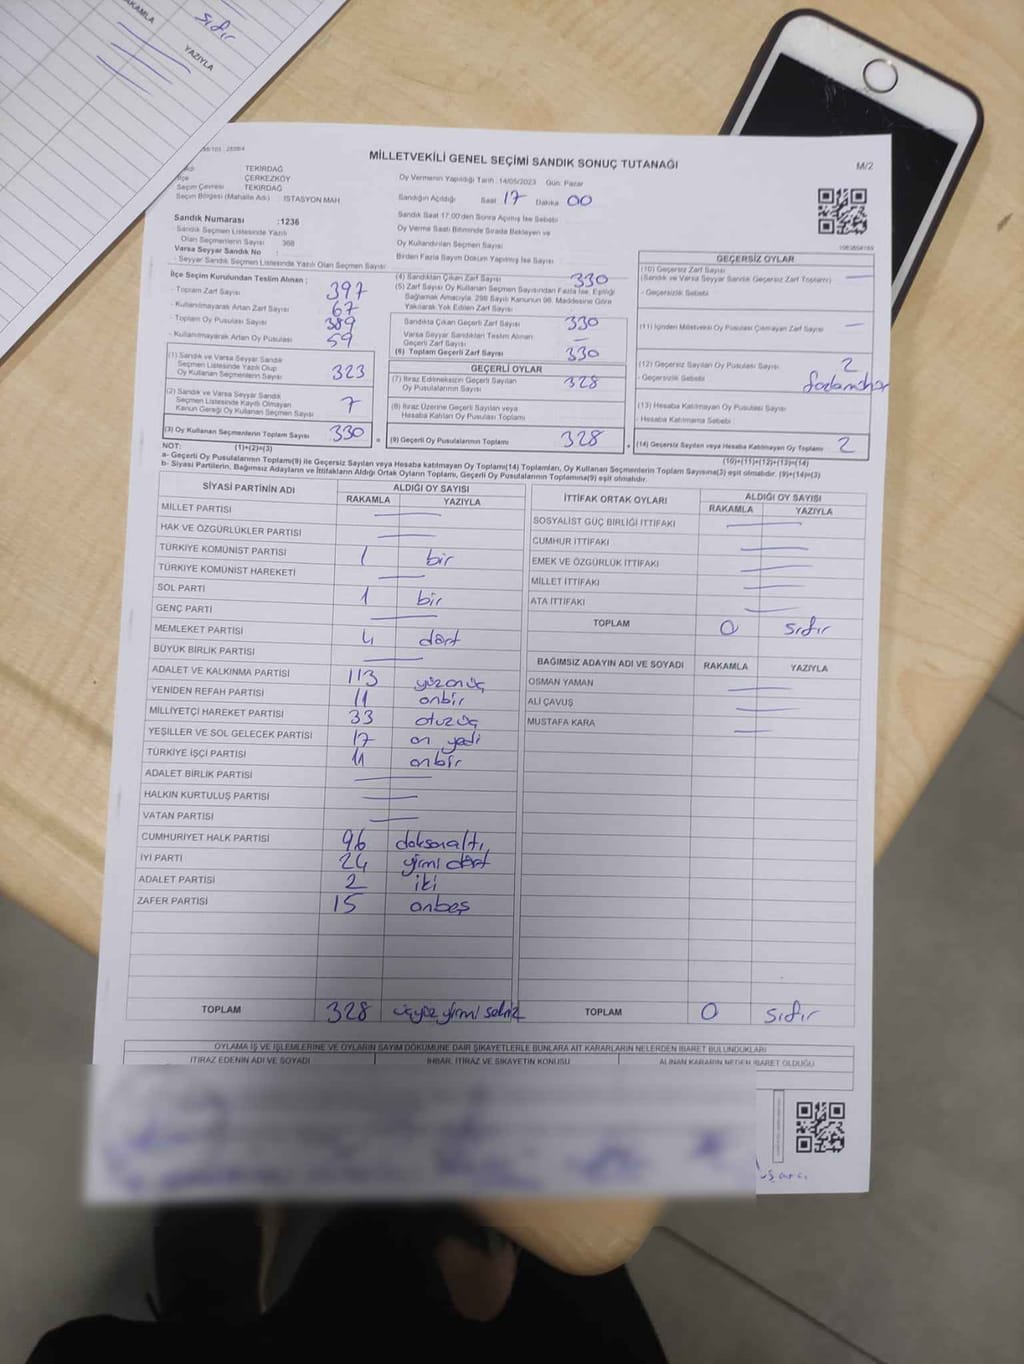 RAKAMLA
sıfır
YAZIYLA
MİLLETVEKİLİ GENEL SEÇİMİ SANDIK SONUÇ TUTANAĞI
M/2
TEKİRDAĞ
İlçe ÇERKEZKÖY
Seçim Çevresi TEKİRDAĞ
Seçim Bölgesi (Mahalle Adı) : İSTASYON MAH.
Oy Vermenin Yapıldığı Tarih : 14/05/2023 Gün: Pazar
Sandığın Açıldığı Saat 17 Dakika 00
Sandık Saat 17:00'den Sonra Açılmış İse Sebebi
Oy Verme Saati Bitiminde Sırada Bekleyen ve
Oy Kullandırılan Seçmen Sayısı
Birden Fazla Sayım Döküm Yapılmış İse Sayısı
Sandık Numarası :1236
Sandık Seçmen Listesinde Yazılı
Olan Seçmenlerin Sayısı : 368
Varsa Seyyar Sandık No :
- Seyyar Sandık Seçmen Listesinde Yazılı Olan Seçmen Sayısı
İlçe Seçim Kurulundan Teslim Alınan ;
- Toplam Zarf Sayısı 397
- Kullanılmayarak Artan Zarf Sayısı 67
- Toplam Oy Pusulası Sayısı 389
- Kullanılmayarak Artan Oy Pusulası 59
(1) Sandık ve Varsa Seyyar Sandık
Seçmen Listesinde Yazılı Olup
Oy Kullanan Seçmenlerin Sayısı 323
(2) Sandık ve Varsa Seyyar Sandık
Seçmen Listesinde Kayıtlı Olmayan
Kanun Gereği Oy Kullanan Seçmen Sayısı 7
(3) Oy Kullanan Seçmenlerin Toplam Sayısı 330
(4) Sandıktan Çıkan Zarf Sayısı 330
(5) Zarf Sayısı Oy Kullanan Seçmen Sayısından Fazla İse, Eşitliği
Sağlamak Amacıyla, 298 Sayılı Kanunun 98. Maddesine Göre
Yakılarak Yok Edilen Zarf Sayısı
Sandıkta Çıkan Geçerli Zarf Sayısı 330
Varsa Seyyar Sandıktan Teslim Alınan
Geçerli Zarf Sayısı —
(6) Toplam Geçerli Zarf Sayısı 330
GEÇERLİ OYLAR
(7) İtiraz Edilmeksizin Geçerli Sayılan
Oy Pusulalarının Sayısı 328
(8) İtiraz Üzerine Geçerli Sayılan veya
Hesaba Katılan Oy Pusulası Toplamı
(9) Geçerli Oy Pusulalarının Toplamı 328
GEÇERSİZ OYLAR
(10) Geçersiz Zarf Sayısı
(Sandık ve Varsa Seyyar Sandık Geçersiz Zarf Toplamı) —
- Geçersizlik Sebebi
(11) İçinden Milletvekili Oy Pusulası Çıkmayan Zarf Sayısı —
(12) Geçersiz Sayılan Oy Pusulası Sayısı 2
- Geçersizlik Sebebi
(13) Hesaba Katılmayan Oy Pusulası Sayısı
- Hesaba Katılmama Sebebi
(14) Geçersiz Sayılan veya Hesaba Katılmayan Oy Toplamı 2
NOT: (1)+(2)=(3) (10)+(11)+(12)+(13)=(14)
a- Geçerli Oy Pusulalarının Toplamı(9) ile Geçersiz Sayılan veya Hesaba katılmayan Oy Toplamı(14) Toplamları, Oy Kullanan Seçmenlerin Toplam Sayısına(3) eşit olmalıdır. (9)+(14)=(3)
b- Siyasi Partilerin, Bağımsız Adayların ve İttifakların Aldığı Ortak Oyların Toplamı, Geçerli Oy Pusulalarının Toplamına(9) eşit olmalıdır.
SİYASİ PARTİNİN ADI ALDIĞI OY SAYISI
RAKAMLA YAZIYLA
MİLLET PARTİSİ —
HAK VE ÖZGÜRLÜKLER PARTİSİ —
TÜRKİYE KOMÜNİST PARTİSİ 1 bir
TÜRKİYE KOMÜNİST HAREKETİ —
SOL PARTİ 1 bir
GENÇ PARTİ —
MEMLEKET PARTİSİ 4 dört
BÜYÜK BİRLİK PARTİSİ —
ADALET VE KALKINMA PARTİSİ 113 yüzonüç
YENİDEN REFAH PARTİSİ 11 onbir
MİLLİYETÇİ HAREKET PARTİSİ 33 otuzüç
YEŞİLLER VE SOL GELECEK PARTİSİ 17 on yedi
TÜRKİYE İŞÇİ PARTİSİ 11 onbir
ADALET BİRLİK PARTİSİ —
HALKIN KURTULUŞ PARTİSİ —
VATAN PARTİSİ —
CUMHURİYET HALK PARTİSİ 96 doksanaltı
İYİ PARTİ 24 yirmi dört
ADALET PARTİSİ 2 iki
ZAFER PARTİSİ 15 onbeş
TOPLAM 328 üçyüz yirmi sekiz
İTTİFAK ORTAK OYLARI ALDIĞI OY SAYISI
RAKAMLA YAZIYLA
SOSYALİST GÜÇ BİRLİĞİ İTTİFAKI —
CUMHUR İTTİFAKI —
EMEK VE ÖZGÜRLÜK İTTİFAKI —
MİLLET İTTİFAKI —
ATA İTTİFAKI —
TOPLAM 0 sıfır
BAĞIMSIZ ADAYIN ADI VE SOYADI RAKAMLA YAZIYLA
OSMAN YAMAN —
ALİ ÇAVUŞ —
MUSTAFA KARA —
TOPLAM 0 sıfır
OYLAMA İŞ VE İŞLEMLERİNE VE OYLARIN SAYIM DÖKÜMÜNE DAİR ŞİKAYETLERLE BUNLARA AİT KARARLARIN NELERDEN İBARET BULUNDUKLARI
İTİRAZ EDENİN ADI VE SOYADI İHBAR, İTİRAZ VE ŞİKAYETİN KONUSU ALINAN KARARIN NEDEN İBARET OLDUĞU